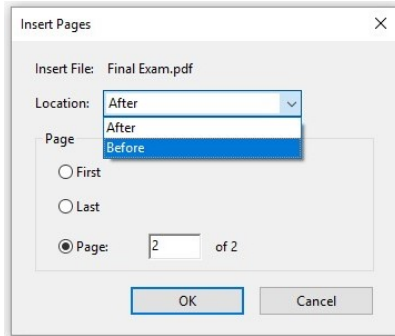 Insert Pages
Insert File: Final Exam.pdf
Location: After
After
Before
Page
First
Last
Page: 2 of 2
OK Cancel